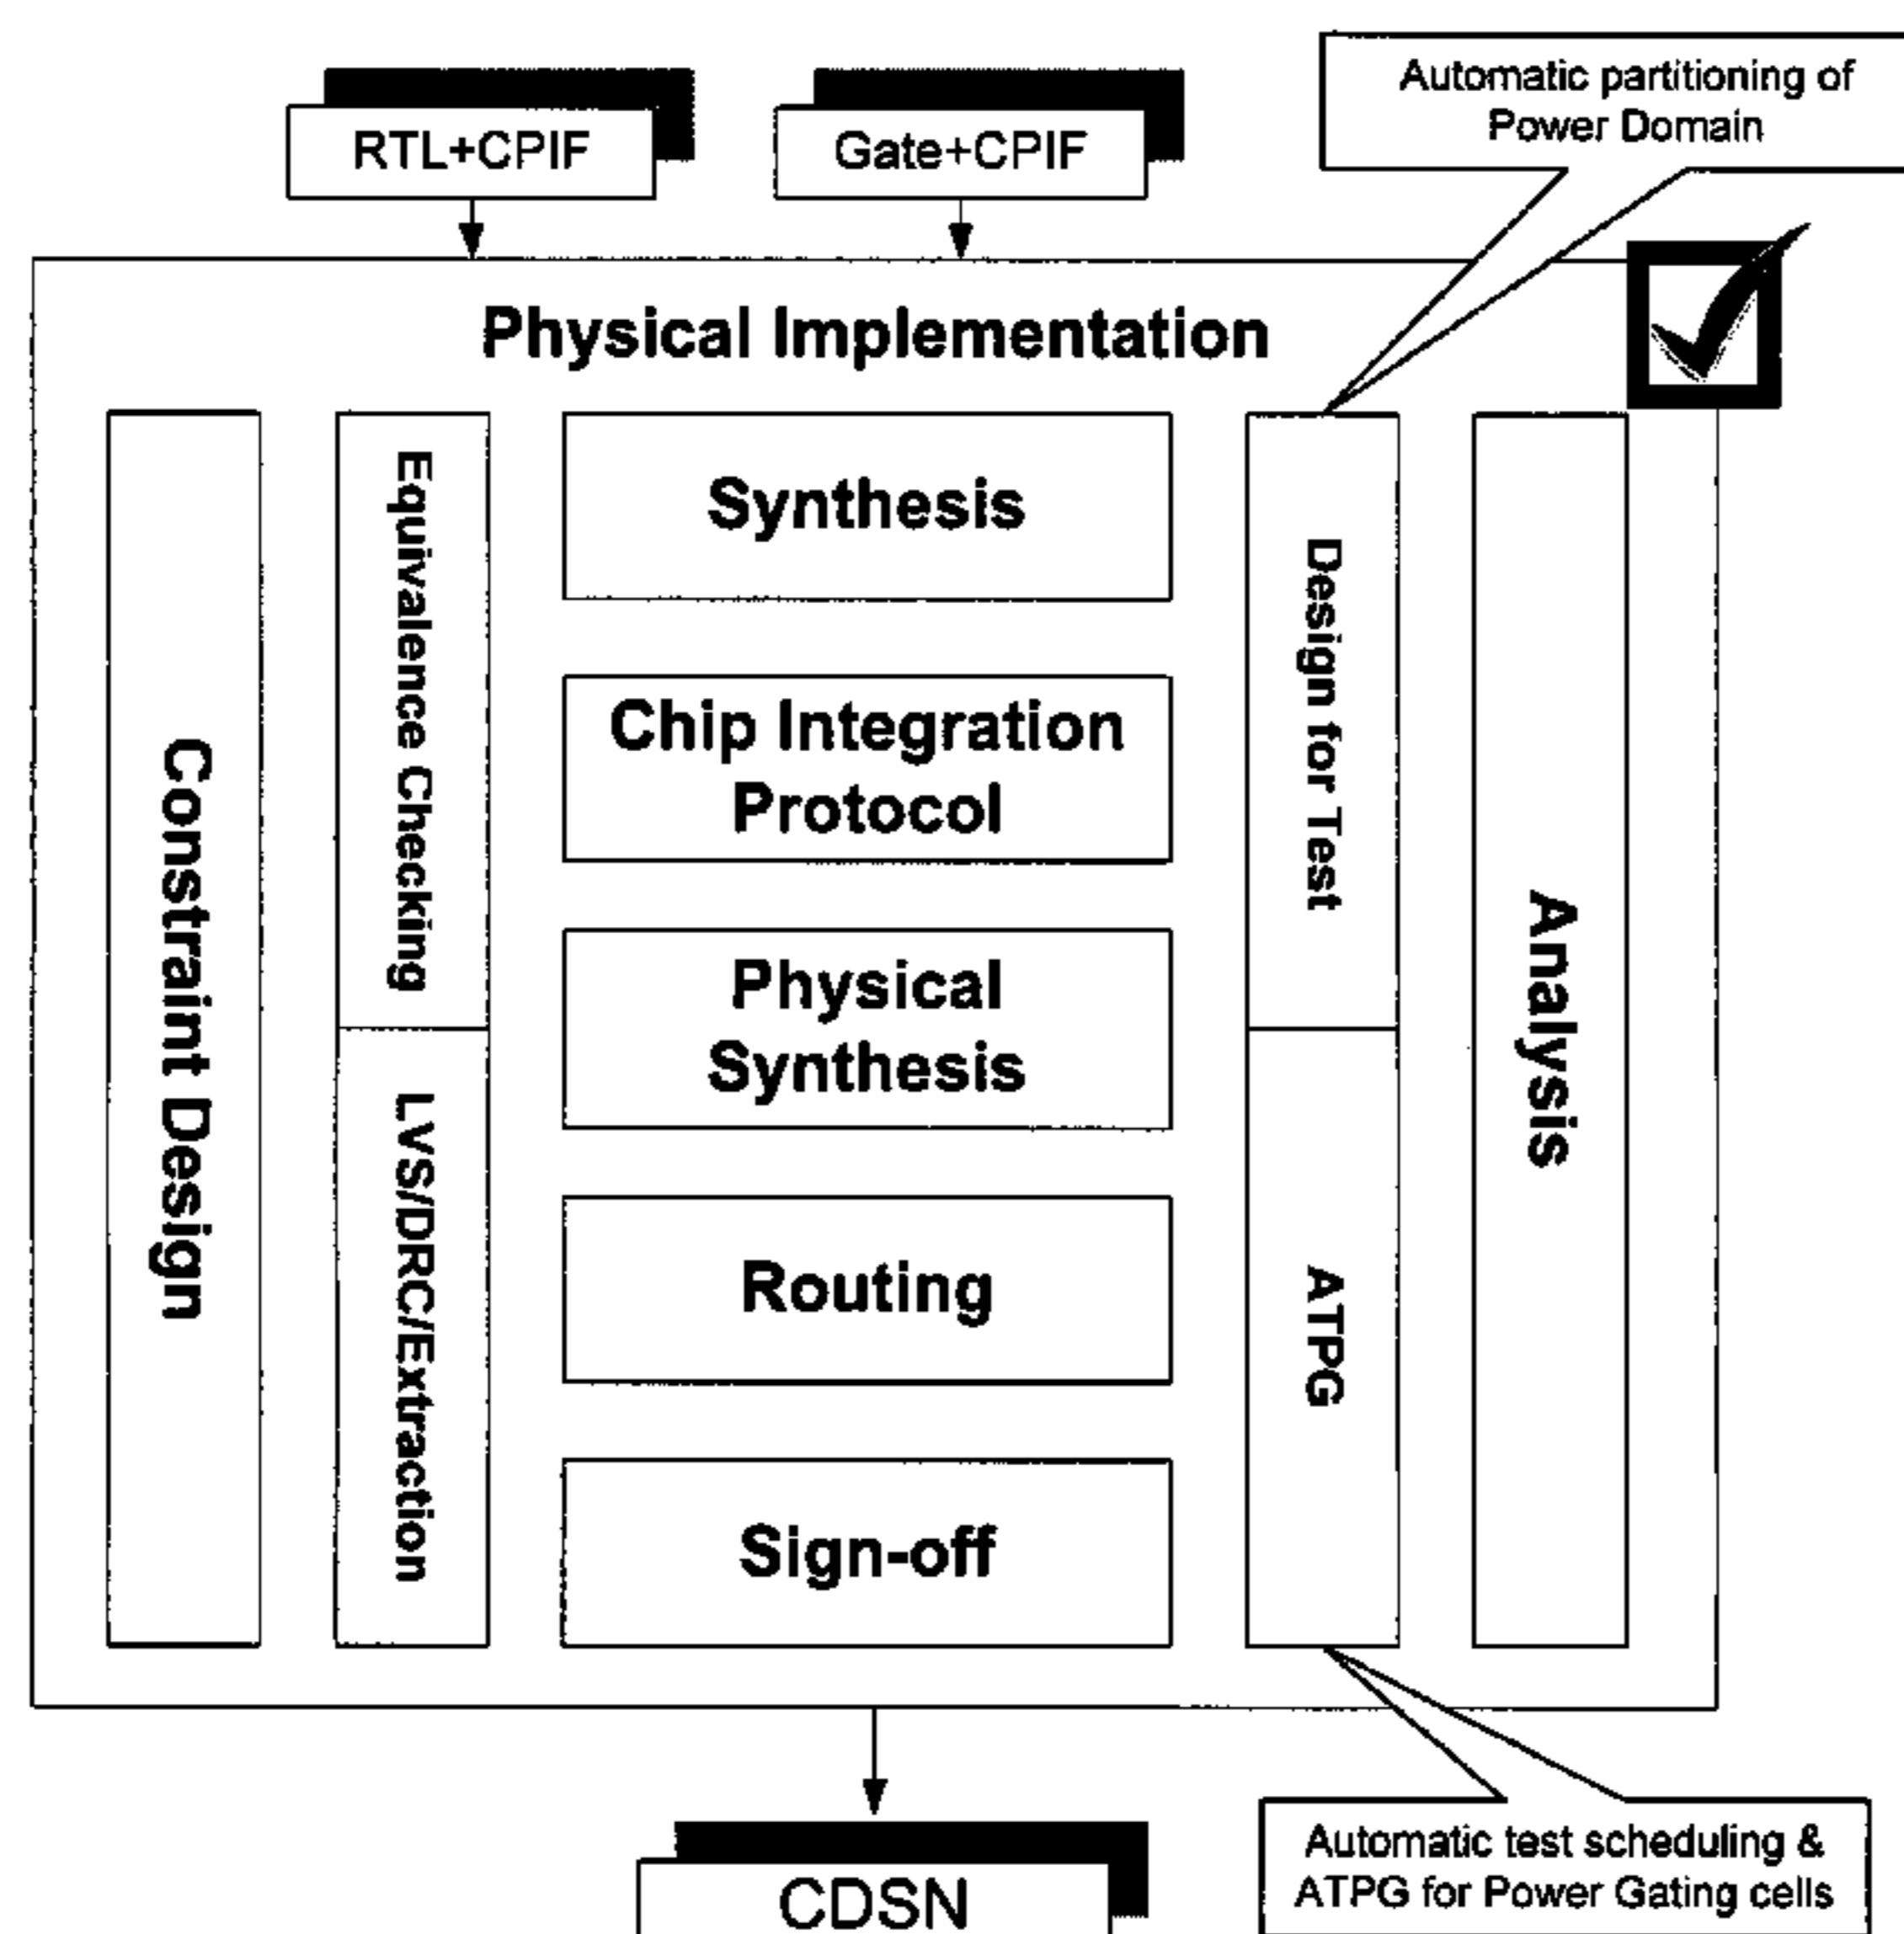 Automatic partitioning of
Power Domain
RTL+CPIF
Gate+CPIF
Physical Implementation
Constraint Design
Equivalence Checking
LVS/DRC/Extraction
Synthesis
Chip Integration
Protocol
Physical
Synthesis
Routing
Sign-off
Design for Test
ATPG
Analysis
CDSN
Automatic test scheduling &
ATPG for Power Gating cells